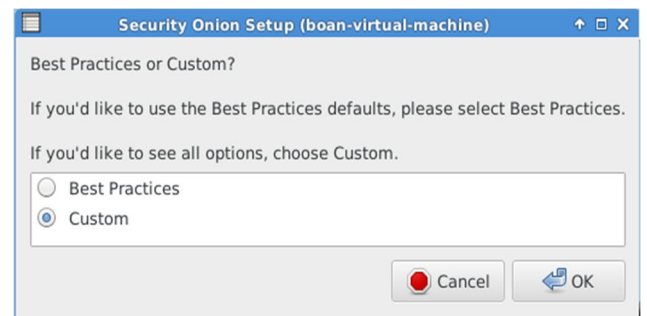 Security Onion Setup (boan-virtual-machine)
Best Practices or Custom?
If you'd like to use the Best Practices defaults, please select Best Practices.
If you'd like to see all options, choose Custom.
Best Practices
Custom
Cancel
OK